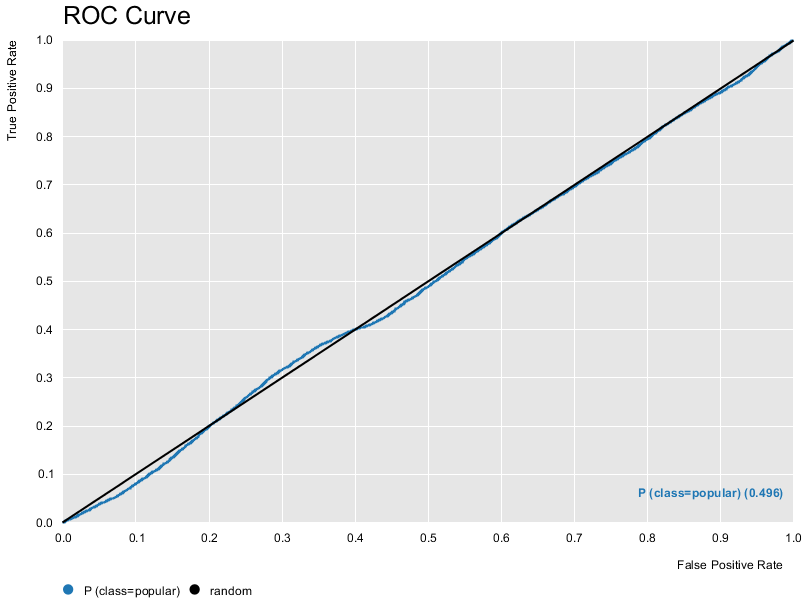 ROC Curve
True Positive Rate
1.0
0.9
0.8
0.7
0.6
0.5
0.4
0.3
0.2
0.1
0.0
P (class=popular) (0.496)
0.0 0.1 0.2 0.3 0.4 0.5 0.6 0.7 0.8 0.9 1.0
False Positive Rate
P (class=popular) random